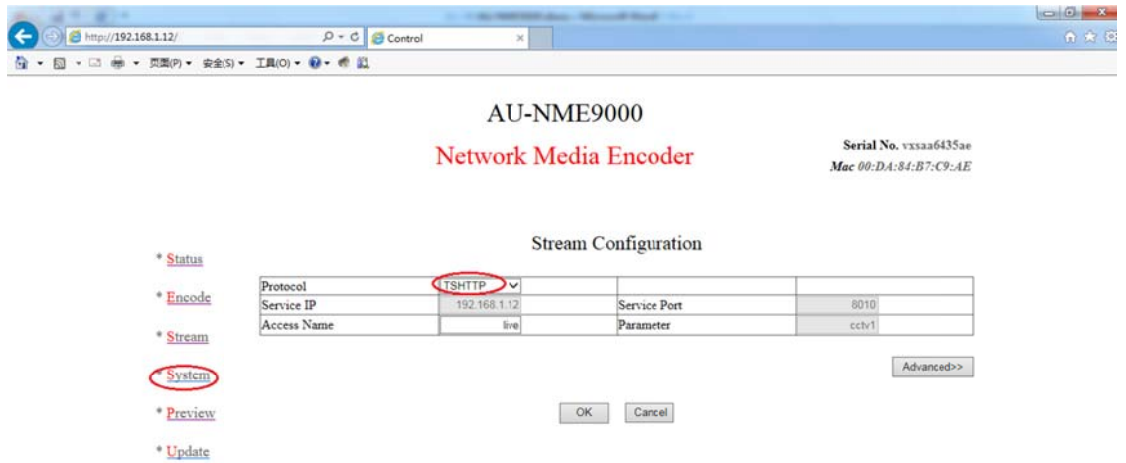 http://192.168.1.12/
Control
页面(P) 安全(S) 工具(O)
AU-NME9000
Network Media Encoder
Serial No. vxsaa6435ae
Mac 00:DA:84:B7:C9:AE
Stream Configuration
* Status
* Encode
* Stream
* System
* Preview
* Update
Protocol TSHTTP
Service IP 192.168.1.12 Service Port 8010
Access Name live Parameter cctv1
Advanced>>
OK Cancel